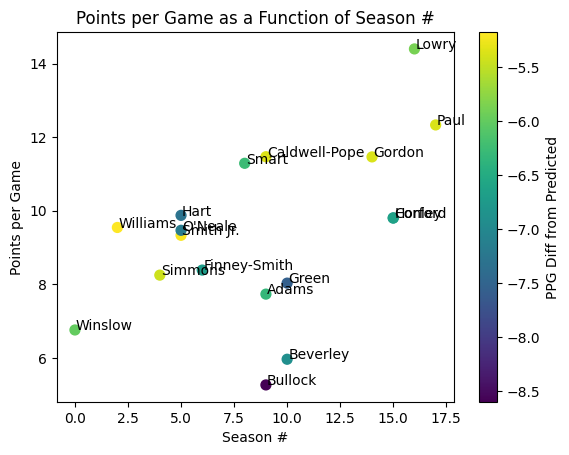 Points per Game as a Function of Season #
Lowry
Paul
Caldwell-Pope
Gordon
Smart
Hart
Williams
O'Neale
Smith Jr.
Conley
Horford
Finney-Smith
Simmons
Green
Adams
Winslow
Beverley
Bullock
14
12
10
8
6
Points per Game
0.0 2.5 5.0 7.5 10.0 12.5 15.0 17.5
Season #
−5.5
−6.0
−6.5
−7.0
−7.5
−8.0
−8.5
PPG Diff from Predicted